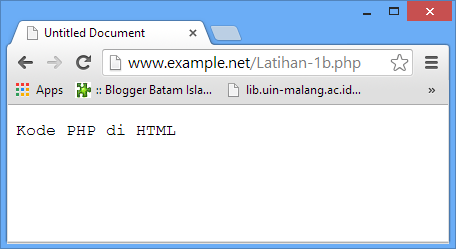 Untitled Document
www.example.net/Latihan-1b.php
Apps :: Blogger Batam Isla... lib.uin-malang.ac.id... »
Kode PHP di HTML